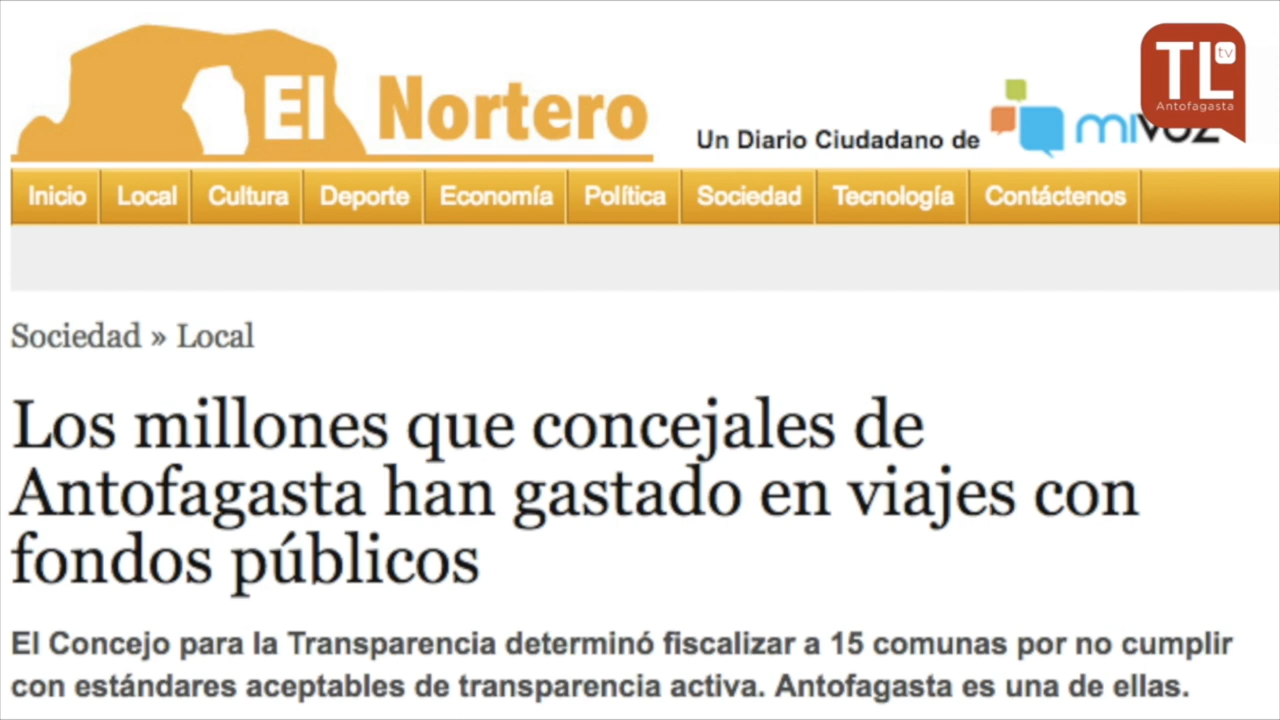 El Nortero
Un Diario Ciudadano de mivoz
TL tv
Antofagasta
Inicio Local Cultura Deporte Economía Política Sociedad Tecnología Contáctenos
Sociedad » Local
Los millones que concejales de
Antofagasta han gastado en viajes con
fondos públicos
El Concejo para la Transparencia determinó fiscalizar a 15 comunas por no cumplir
con estándares aceptables de transparencia activa. Antofagasta es una de ellas.